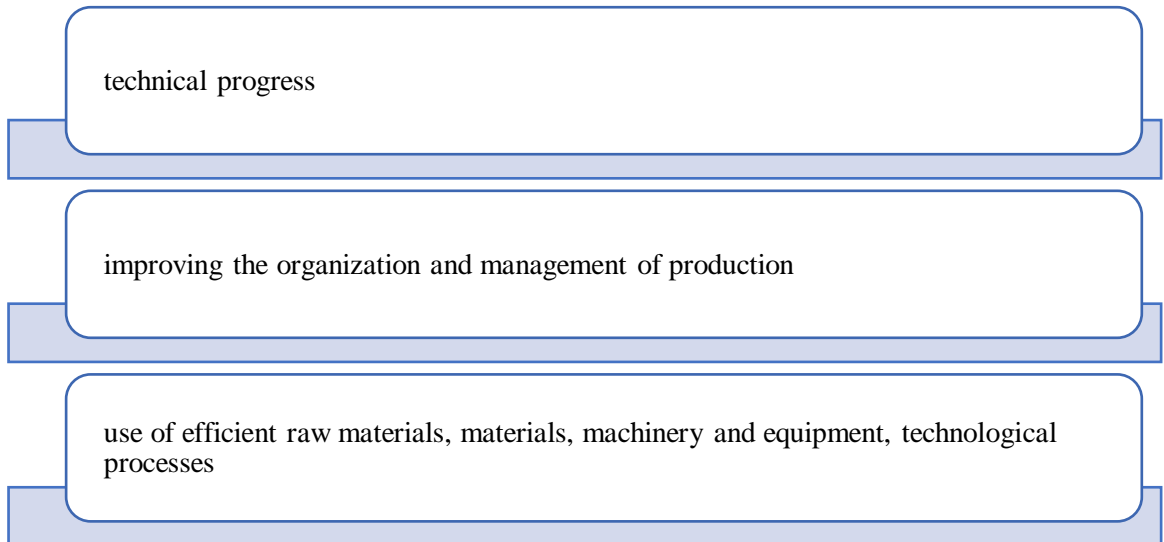 technical progress
improving the organization and management of production
use of efficient raw materials, materials, machinery and equipment, technological
processes